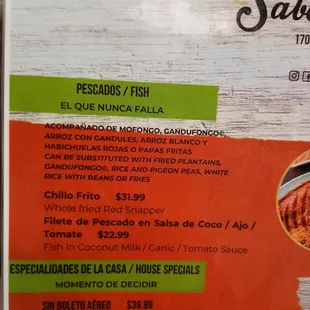 Sab
170
PESCADOS / FISH
EL QUE NUNCA FALLA
ACOMPAÑADO DE MOFONGO, GANDUFONGO©,
ARROZ CON GANDULES, ARROZ BLANCO Y
HABICHUELAS ROJAS O PAPAS FRITAS
CAN BE SUBSTITUTED WITH FRIED PLANTAINS,
GANDUFONGO©, RICE AND PIGEON PEAS, WHITE
RICE WITH BEANS OR FRIES
Chillo Frito $31.99
Whole fried Red Snapper
Filete de Pescado en Salsa de Coco / Ajo /
Tomate $22.99
Fish in Coconut Milk / Garlic / Tomato Sauce
ESPECIALIDADES DE LA CASA / HOUSE SPECIALS
MOMENTO DE DECIDIR
SIN BOLETO AÉREO $39.99